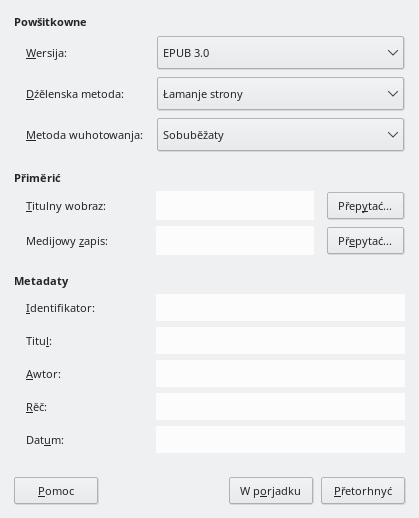 Powšitkowne
Wersija: EPUB 3.0
Dźělenska metoda: Łamanje strony
Metoda wuhotowanja: Sobuběžaty
Přiměrić
Titulny wobraz: Přepytać...
Medijowy zapis: Přepytać...
Metadaty
Identifikator:
Titul:
Awtor:
Rěč:
Datum:
Pomoc W porjadku Přetorhnyć